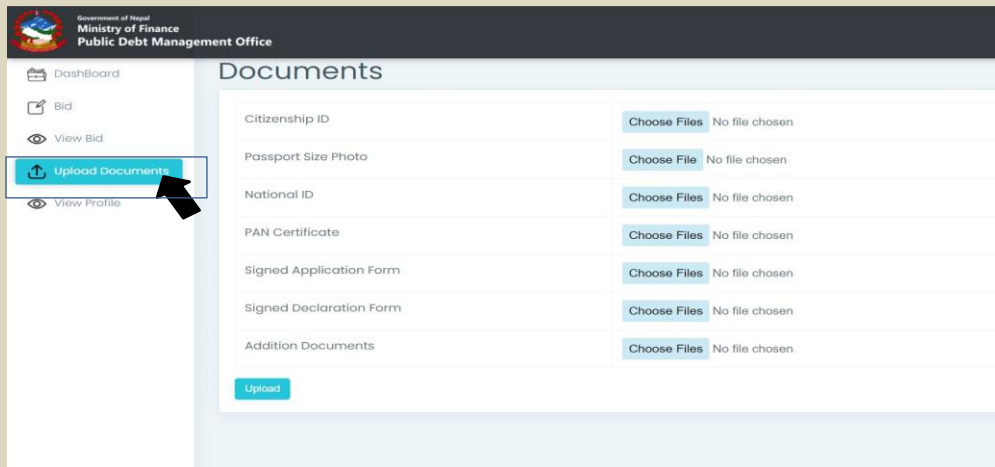 Government of Nepal
Ministry of Finance
Public Debt Management Office
DashBoard
Bid
View Bid
Upload Documents
View Profile
Documents
Citizenship ID Choose Files No file chosen
Passport Size Photo Choose File No file chosen
National ID Choose Files No file chosen
PAN Certificate Choose Files No file chosen
Signed Application Form Choose Files No file chosen
Signed Declaration Form Choose Files No file chosen
Addition Documents Choose Files No file chosen
Upload